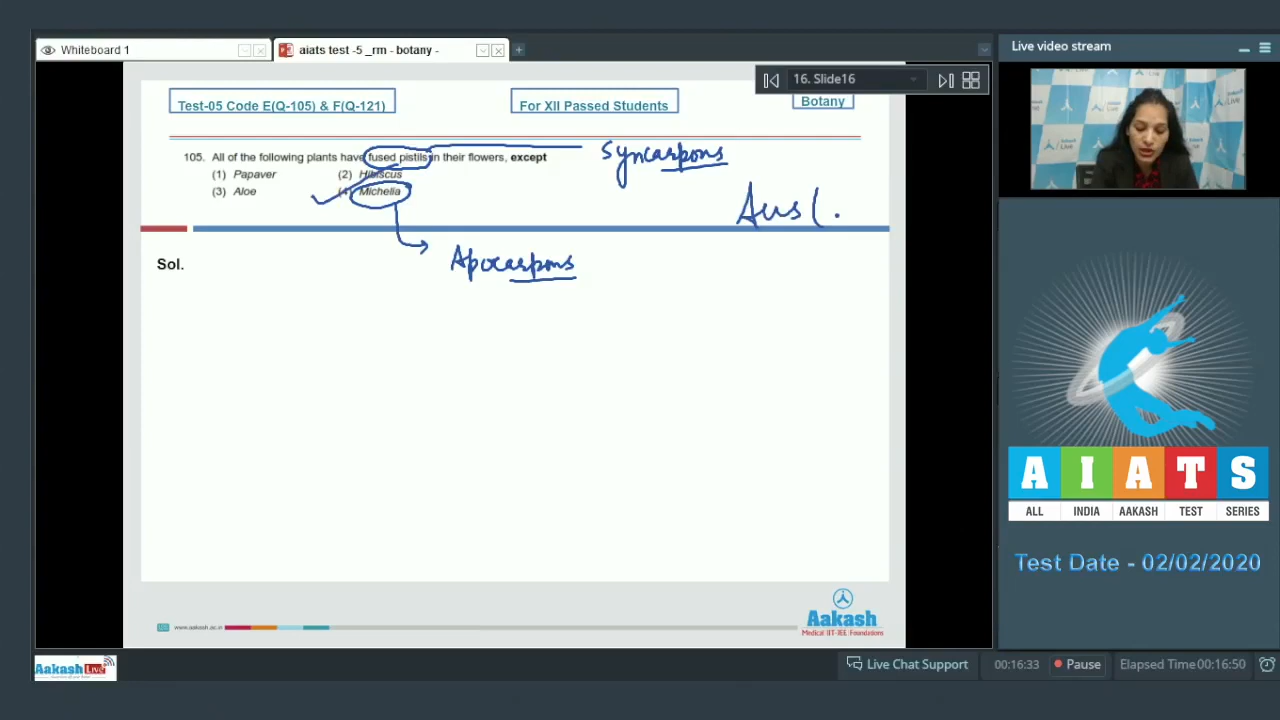 Whiteboard 1
aiats test -5 _rm - botany -
Live video stream
16. Slide16
Test-05 Code E(Q-105) & F(Q-121)
For XII Passed Students
Botany
105. All of the following plants have fused pistils in their flowers, except
(1) Papaver (2) Hibiscus
(3) Aloe (4) Michelia
Syncarpous
Ans (.
Apocarpous
Sol.
A I A T S
ALL INDIA AAKASH TEST SERIES
Test Date - 02/02/2020
www.aakash.ac.in
Aakash
Medical IIT-JEE Foundations
Aakash Live
Live Chat Support
00:16:33
Pause
Elapsed Time 00:16:50